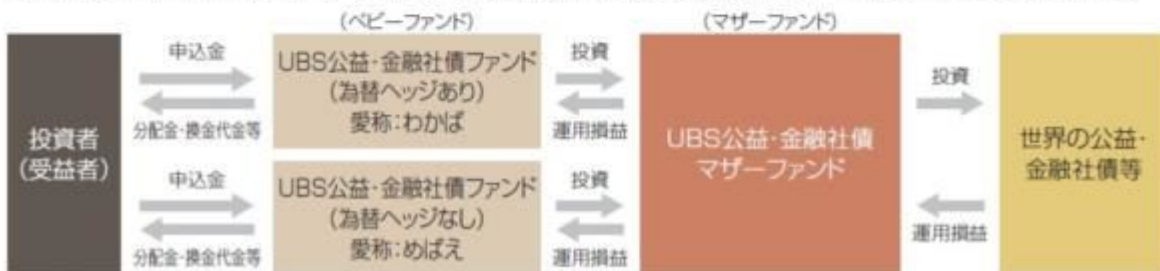 (ベビーファンド)
(マザーファンド)
投資者
(受益者)
申込金
分配金・換金代金等
UBS公益・金融社債ファンド
(為替ヘッジあり)
愛称:わかば
投資
運用損益
申込金
分配金・換金代金等
UBS公益・金融社債ファンド
(為替ヘッジなし)
愛称:めばえ
投資
運用損益
UBS公益・金融社債
マザーファンド
投資
運用損益
世界の公益・
金融社債等